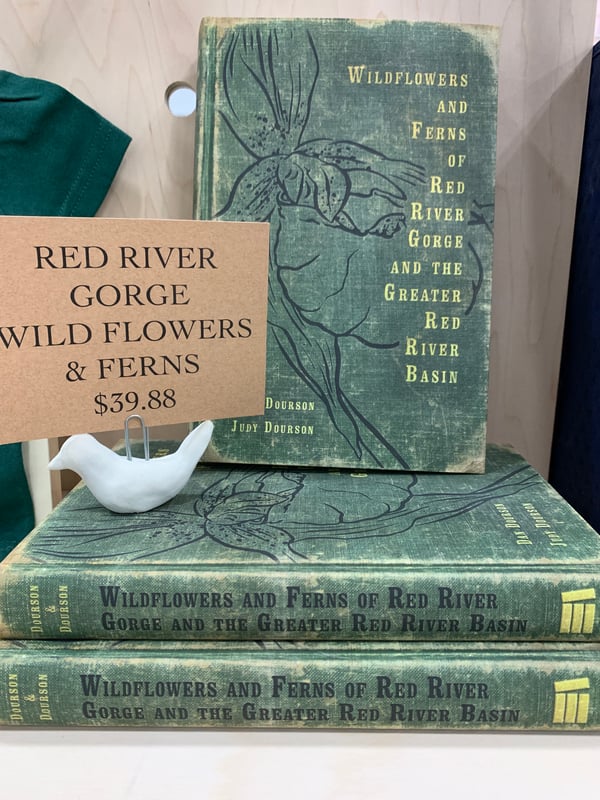 WILDFLOWERS
AND
FERNS
OF
RED
RIVER
GORGE
AND THE
GREATER
RED
RIVER
BASIN
DOURSON
JUDY DOURSON
RED RIVER
GORGE
WILD FLOWERS
& FERNS
$39.88
DAN DOURSON
JUDY DOURSON
DOURSON
&
DOURSON
WILDFLOWERS AND FERNS OF RED RIVER
GORGE AND THE GREATER RED RIVER BASIN
DOURSON
&
DOURSON
WILDFLOWERS AND FERNS OF RED RIVER
GORGE AND THE GREATER RED RIVER BASIN